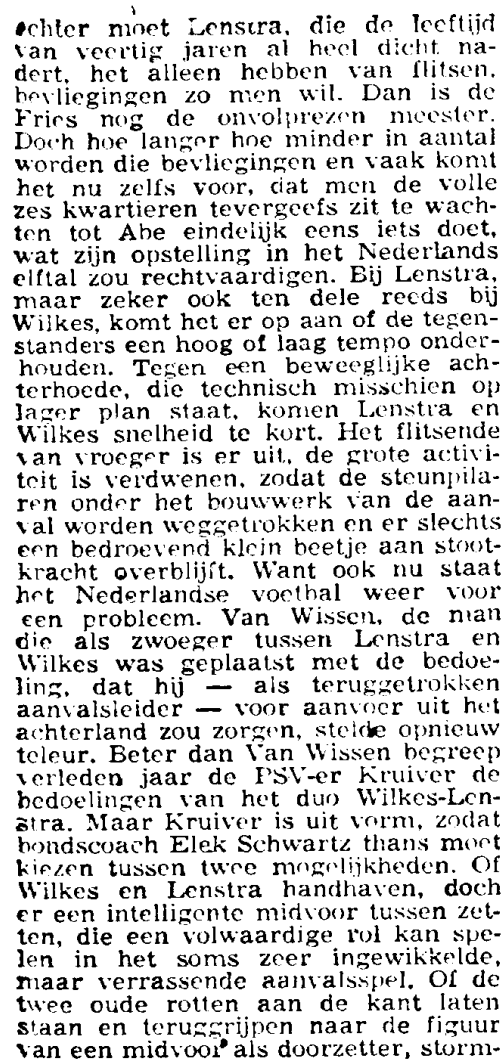 echter moet Lenstra, die de leeftijd
van veertig jaren al heel dicht na-
dert, het alleen hebben van flitsen,
bevliegingen zo men wil. Dan is de
Fries nog de onvolprezen meester.
Doch hoe langer hoe minder in aantal
worden die bevliegingen en vaak komt
het nu zelfs voor, dat men de volle
zes kwartieren tevergeefs zit te wach-
ten tot Abe eindelijk eens iets doet,
wat zijn opstelling in het Nederlands
elftal zou rechtvaardigen. Bij Lenstra,
maar zeker ook ten dele reeds bij
Wilkes, komt het er op aan of de tegen-
standers een hoog of laag tempo onder-
houden. Tegen een beweeglijke ach-
terhoede, die technisch misschien op
lager plan staat, komen Lenstra en
Wilkes snelheid te kort. Het flitsende
van vroeger is er uit, de grote activi-
teit is verdwenen, zodat de steunpila-
ren onder het bouwwerk van de aan-
val worden weggetrokken en er slechts
een bedroevend klein beetje aan stoot-
kracht overblijft. Want ook nu staat
het Nederlandse voetbal weer voor
een probleem. Van Wissen, de man
die als zwoeger tussen Lenstra en
Wilkes was geplaatst met de bedoe-
ling, dat hij — als teruggetrokken
aanvalsleider — voor aanvoer uit het
achterland zou zorgen, stelde opnieuw
teleur. Beter dan Van Wissen begreep
verleden jaar de PSV-er Kruiver de
bedoelingen van het duo Wilkes-Len-
stra. Maar Kruiver is uit vorm, zodat
bondscoach Elek Schwartz thans moet
kiezen tussen twee mogelijkheden. Of
Wilkes en Lenstra handhaven, doch
er een intelligente midvoor tussen zet-
ten, die een volwaardige rol kan spe-
len in het soms zeer ingewikkelde,
maar verrassende aanvalsspel. Of de
twee oude rotten aan de kant laten
staan en teruggrijpen naar de figuur
van een midvoor als doorzetter, storm-